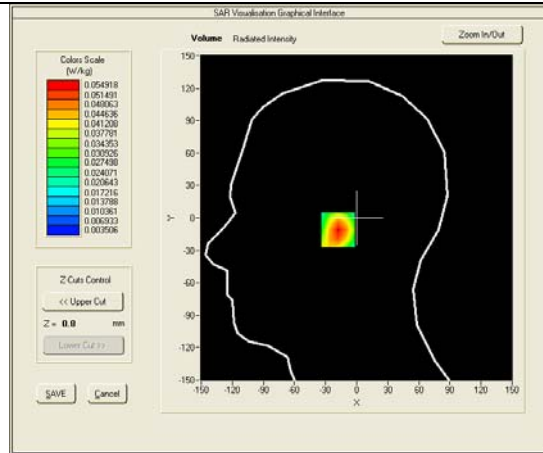 SAR Visualisation Graphical Interface
Volume Radiated Intensity
Zoom In/Out
Colors Scale
(W/kg)
0.054918
0.051491
0.048063
0.044636
0.041208
0.037781
0.034353
0.030926
0.027498
0.024071
0.020643
0.017216
0.013788
0.010361
0.006933
0.003506
Z Cuts Control
<< Upper Cut
Z = 0.0 mm
Lower Cut >>
SAVE Cancel
150-
120-
90-
60-
30-
0-
-30-
-60-
-90-
-120-
-150-
Y
-150 -120 -90 -60 -30 0 30 60 90 120 150
X